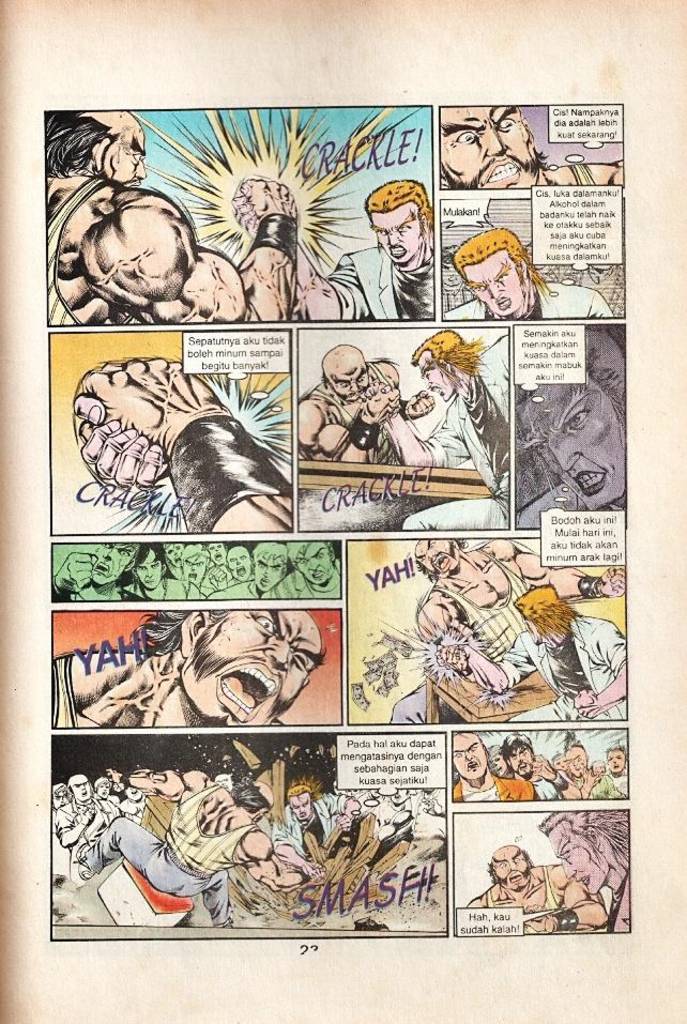 CRACKLE!
Cis! Nampaknya
dia adalah lebih
kuat sekarang!
Mulakan!
Cis, luka dalamanku!
Alkohol dalam
badanku telah naik
ke otakku sebaik
saja aku cuba
meningkatkan
kuasa dalamku!
Sepatutnya aku tidak
boleh minum sampai
begitu banyak!
CRACKLE!
CRACKLE!
Semakin aku
meningkatkan
kuasa dalam
semakin mabuk
aku ini!
Bodoh aku ini!
Mulai hari ini,
aku tidak akan
minum arak lagi!
YAH!
YAH!
Pada hal aku dapat
mengatasinya dengan
sebahagian saja
kuasa sejatiku!
SMASH!
Hah, kau
sudah kalah!